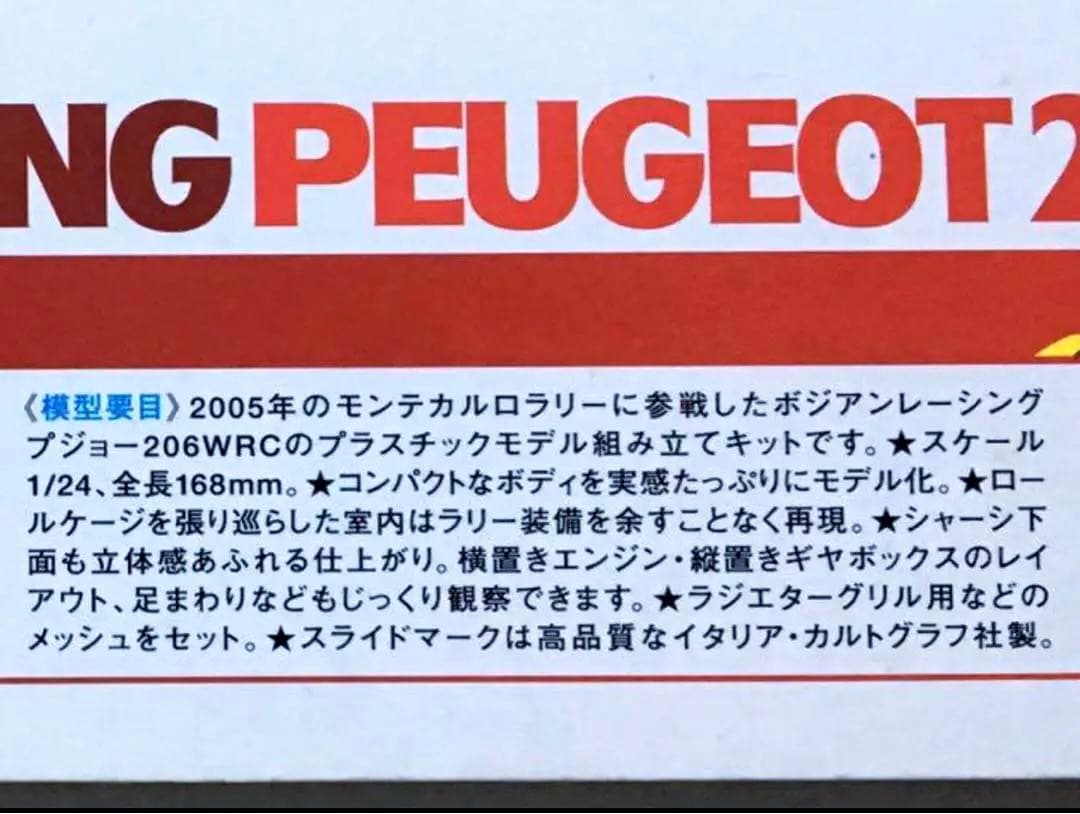 NG PEUGEOT 2
《模型要目》2005年のモンテカルロラリーに参戦したボジアンレーシング
プジョー206WRCのプラスチックモデル組み立てキットです。★スケール
1/24、全長168mm。★コンパクトなボディを実感たっぷりにモデル化。★ロー
ルケージを張り巡らした室内はラリー装備を余すことなく再現。★シャーシ下
面も立体感あふれる仕上がり。横置きエンジン・縦置きギヤボックスのレイ
アウト、足まわりなどもじっくり観察できます。★ラジエターグリル用などの
メッシュをセット。★スライドマークは高品質なイタリア・カルトグラフ社製。